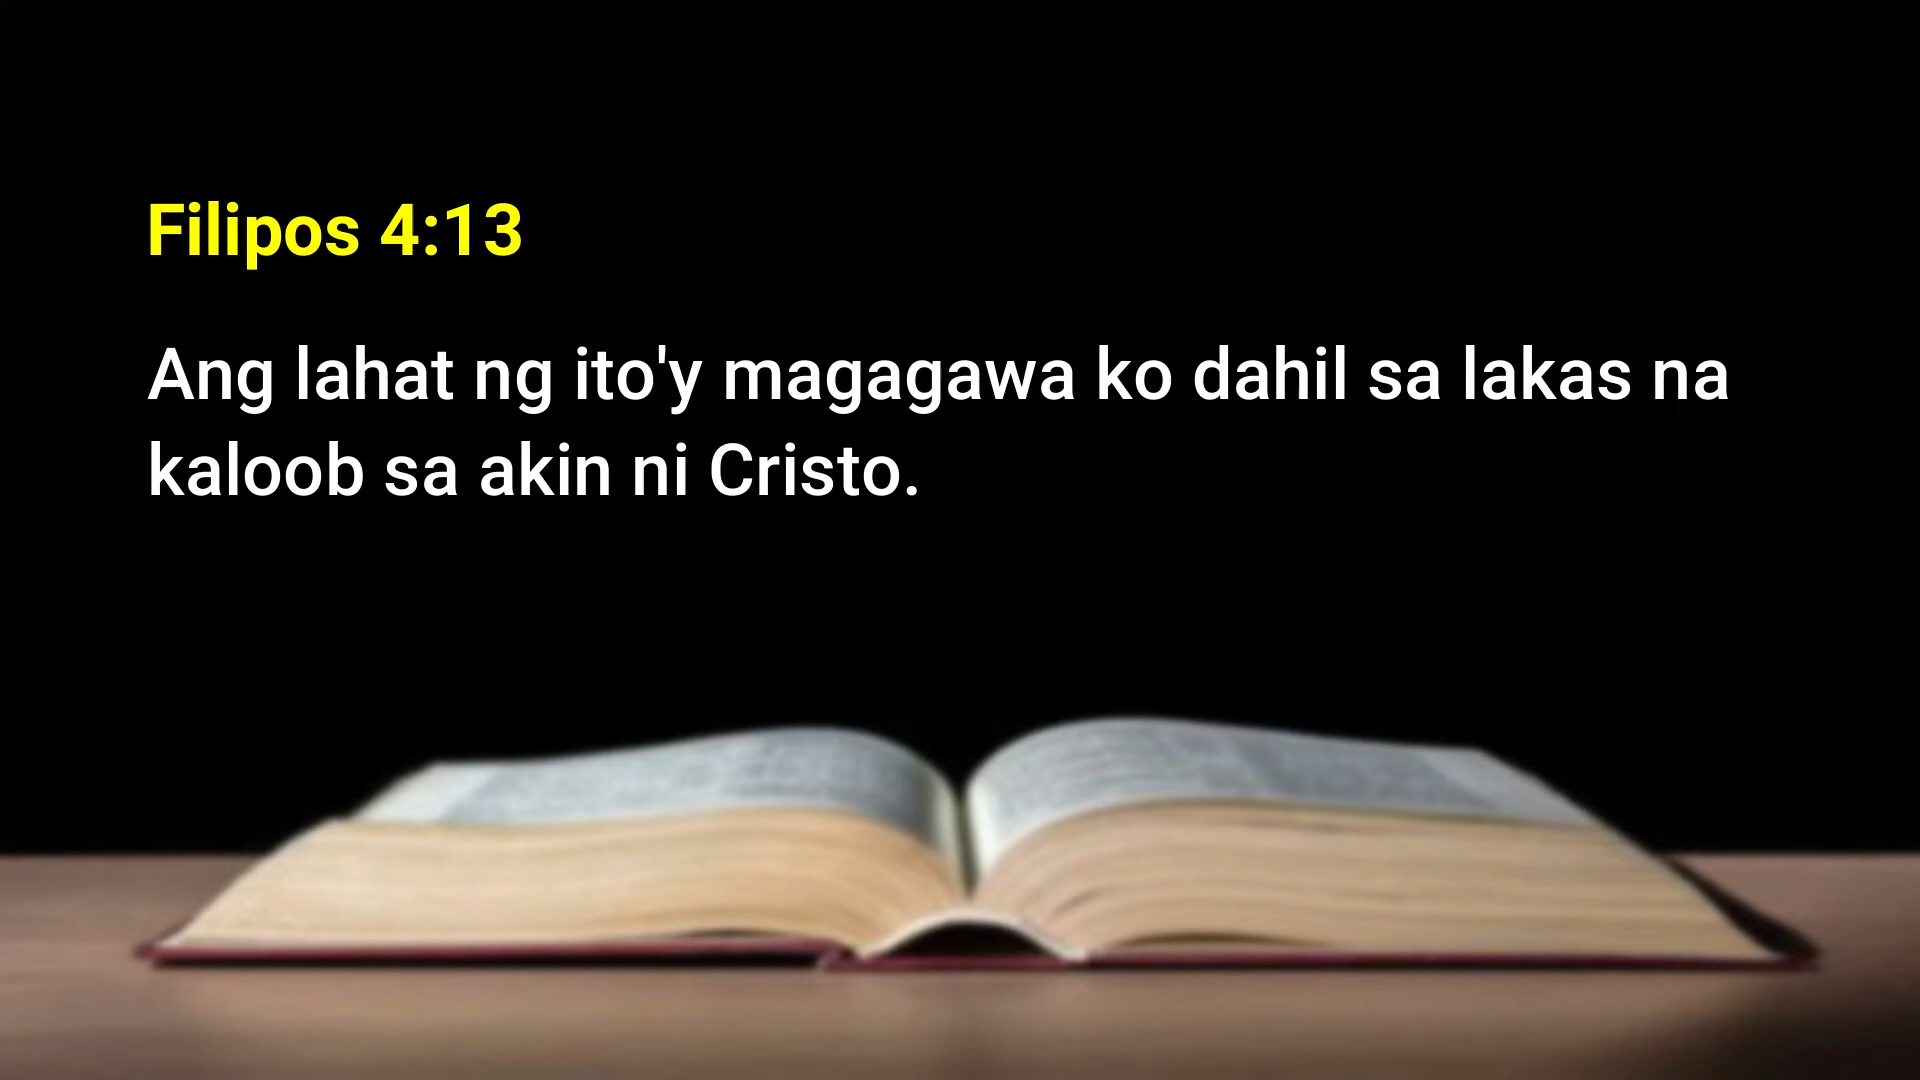 Filipos 4:13
Ang lahat ng ito'y magagawa ko dahil sa lakas na
kaloob sa akin ni Cristo.